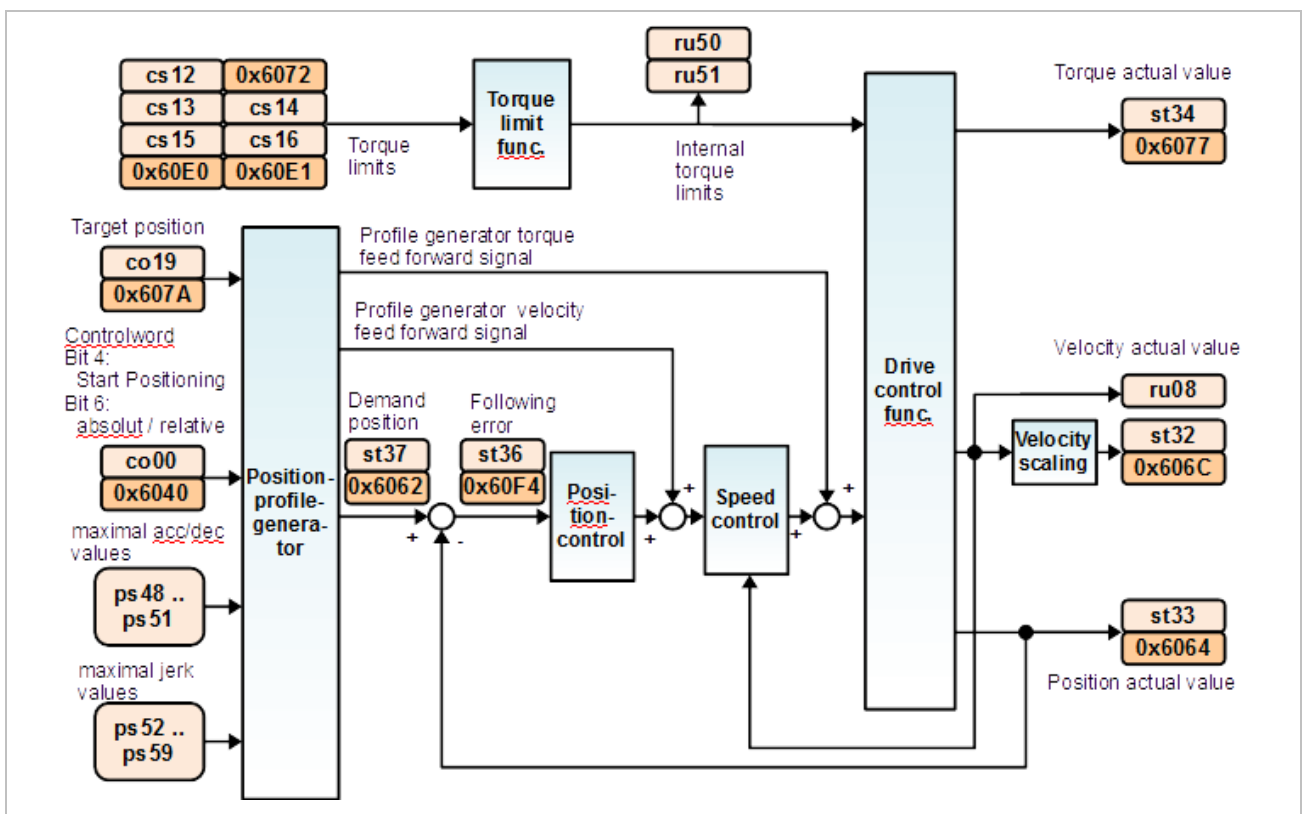 cs12 0x6072
cs13 cs14
cs15 cs16
0x60E0 0x60E1
Torque
limits
Torque
limit
func.
ru50
ru51
Internal
torque
limits
Torque actual value
st34
0x6077
Target position
co19
0x607A
Controlword
Bit 4:
Start Positioning
Bit 6:
absolut / relative
co00
0x6040
maximal acc/dec
values
ps48 ..
ps51
maximal jerk
values
ps52 ..
ps59
Position-
profile-
genera-
tor
Profile generator torque
feed forward signal
Profile generator velocity
feed forward signal
Demand
position
st37
0x6062
+
-
Following
error
st36
0x60F4
Posi-
tion-
control
+
+
Speed
control
+
+
Drive
control
func.
Velocity actual value
ru08
Velocity
scaling
st32
0x606C
st33
0x6064
Position actual value